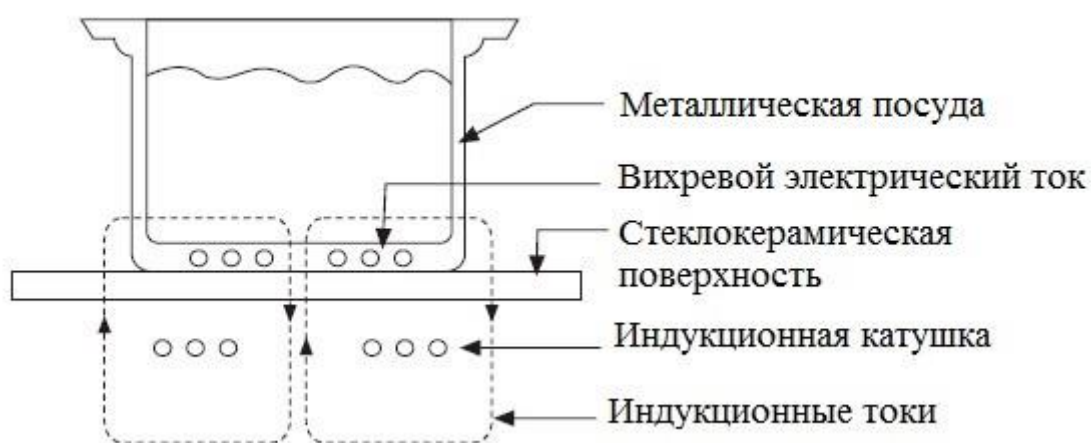 Металлическая посуда
Вихревой электрический ток
Стеклокерамическая
поверхность
Индукционная катушка
Индукционные токи